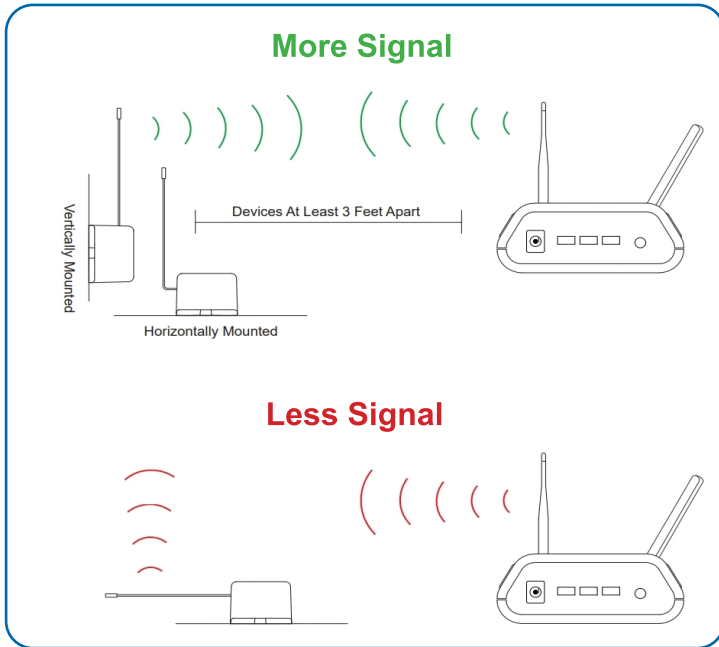 More Signal
Devices At Least 3 Feet Apart
Vertically Mounted
Horizontally Mounted
Less Signal